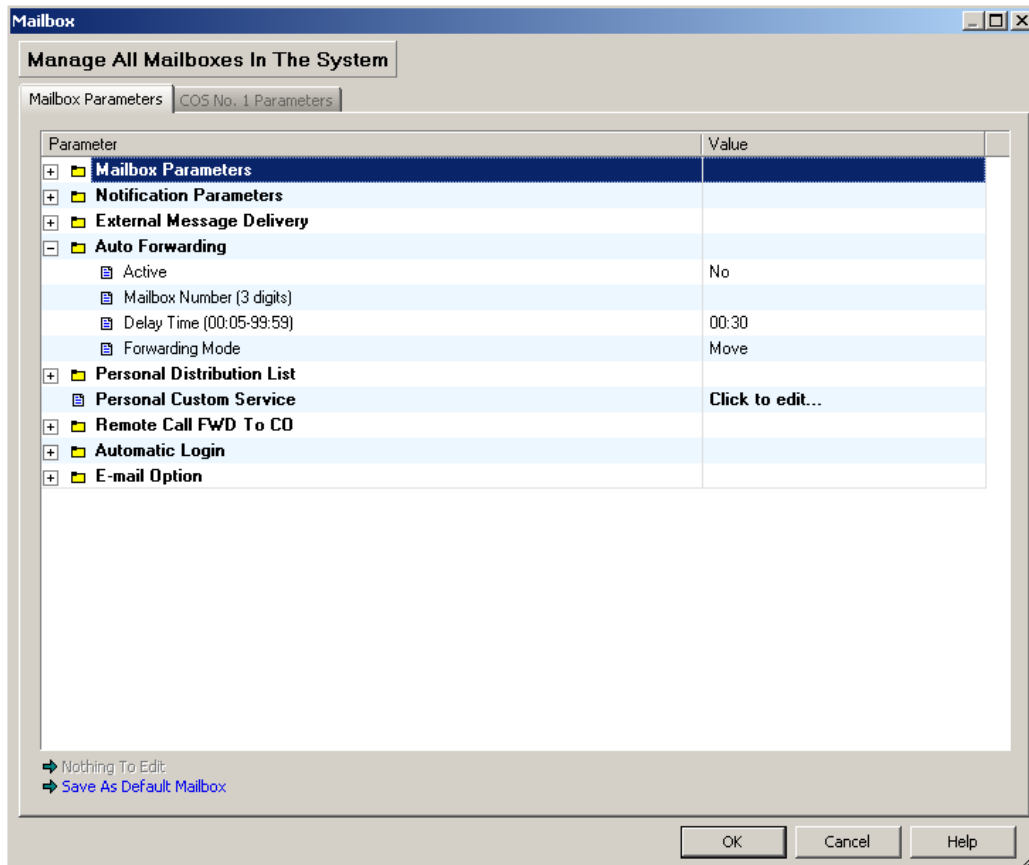 Mailbox
Manage All Mailboxes In The System
Mailbox Parameters COS No. 1 Parameters
Parameter Value
Mailbox Parameters
Notification Parameters
External Message Delivery
Auto Forwarding
Active No
Mailbox Number (3 digits)
Delay Time (00:05-99:59) 00:30
Forwarding Mode Move
Personal Distribution List
Personal Custom Service Click to edit...
Remote Call FWD To CO
Automatic Login
E-mail Option
Nothing To Edit
Save As Default Mailbox
OK Cancel Help